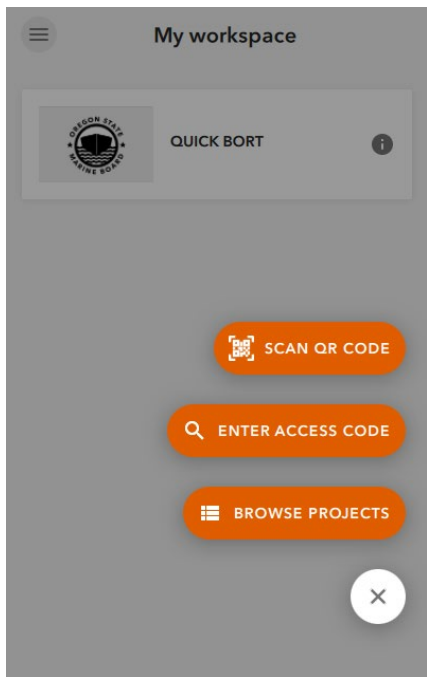 My workspace
OREGON STATE
MARINE BOARD
QUICK BORT
SCAN QR CODE
ENTER ACCESS CODE
BROWSE PROJECTS